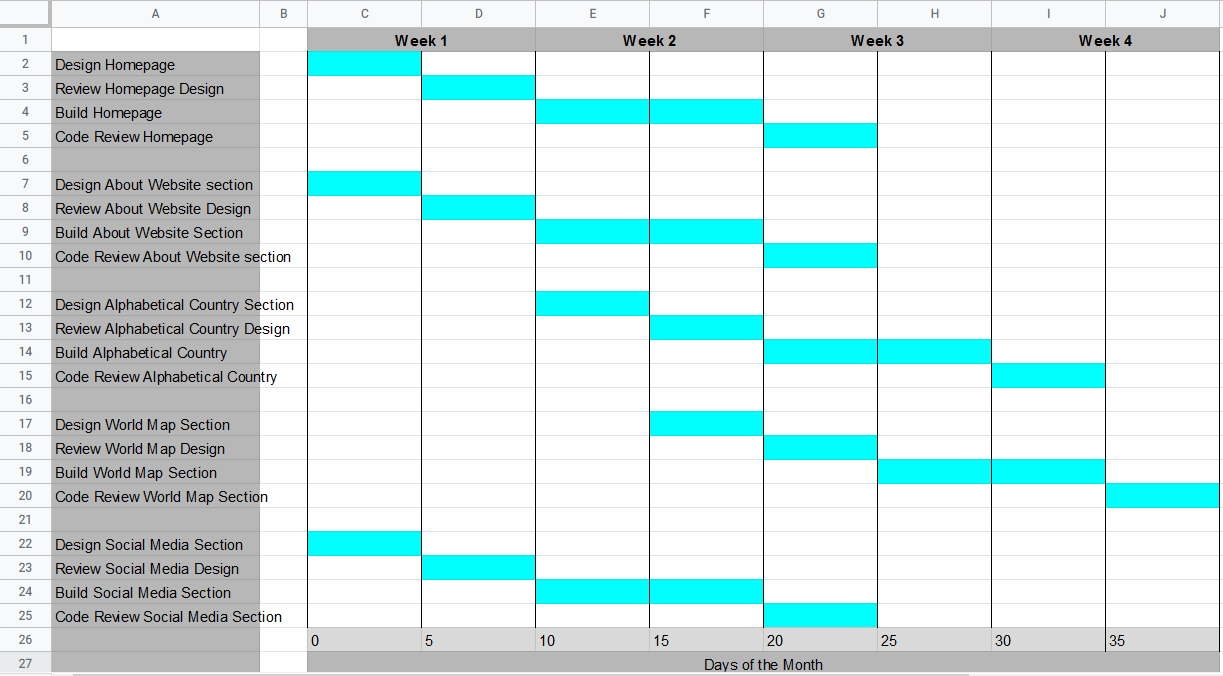 A B C D E F G H I J
1 Week 1 Week 2 Week 3 Week 4
2 Design Homepage
3 Review Homepage Design
4 Build Homepage
5 Code Review Homepage
6
7 Design About Website section
8 Review About Website Design
9 Build About Website Section
10 Code Review About Website section
11
12 Design Alphabetical Country Section
13 Review Alphabetical Country Design
14 Build Alphabetical Country
15 Code Review Alphabetical Country
16
17 Design World Map Section
18 Review World Map Design
19 Build World Map Section
20 Code Review World Map Section
21
22 Design Social Media Section
23 Review Social Media Design
24 Build Social Media Section
25 Code Review Social Media Section
26 0 5 10 15 20 25 30 35
27 Days of the Month